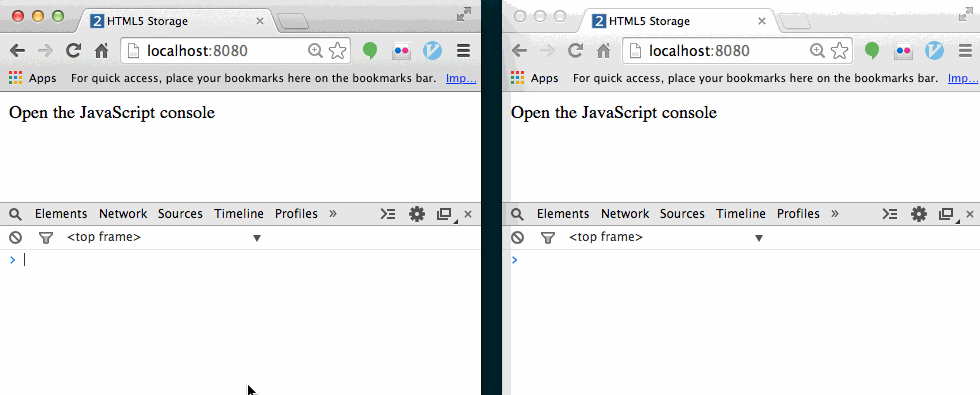 2 HTML5 Storage ×
localhost:8080
Apps For quick access, place your bookmarks here on the bookmarks bar. Imp...
Open the JavaScript console
Elements Network Sources Timeline Profiles » ×
<top frame> ▼
>
2 HTML5 Storage ×
localhost:8080
Apps For quick access, place your bookmarks here on the bookmarks bar. Imp...
Open the JavaScript console
Elements Network Sources Timeline Profiles » ×
<top frame> ▼
>